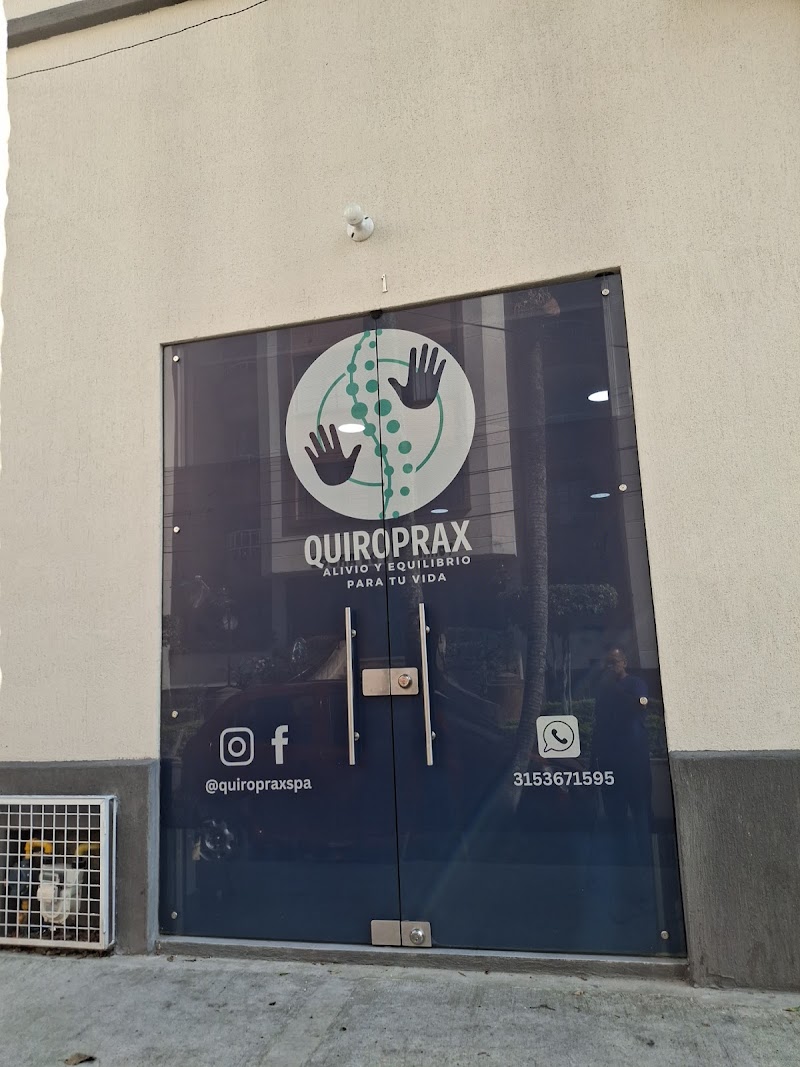 1
QUIROPRAX
ALIVIO Y EQUILIBRIO
PARA TU VIDA
@quiropraxspa
3153671595